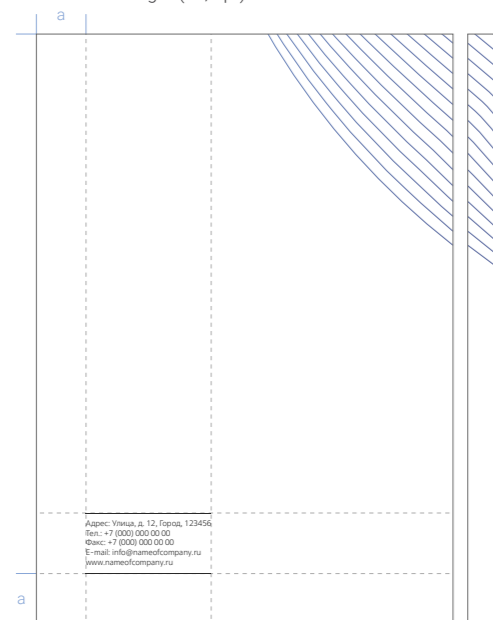 a
Адрес: Улица, д. 12, Город, 123456
Тел.: +7 (000) 000 00 00
Факс: +7 (000) 000 00 00
E-mail: info@nameofcompany.ru
www.nameofcompany.ru
a